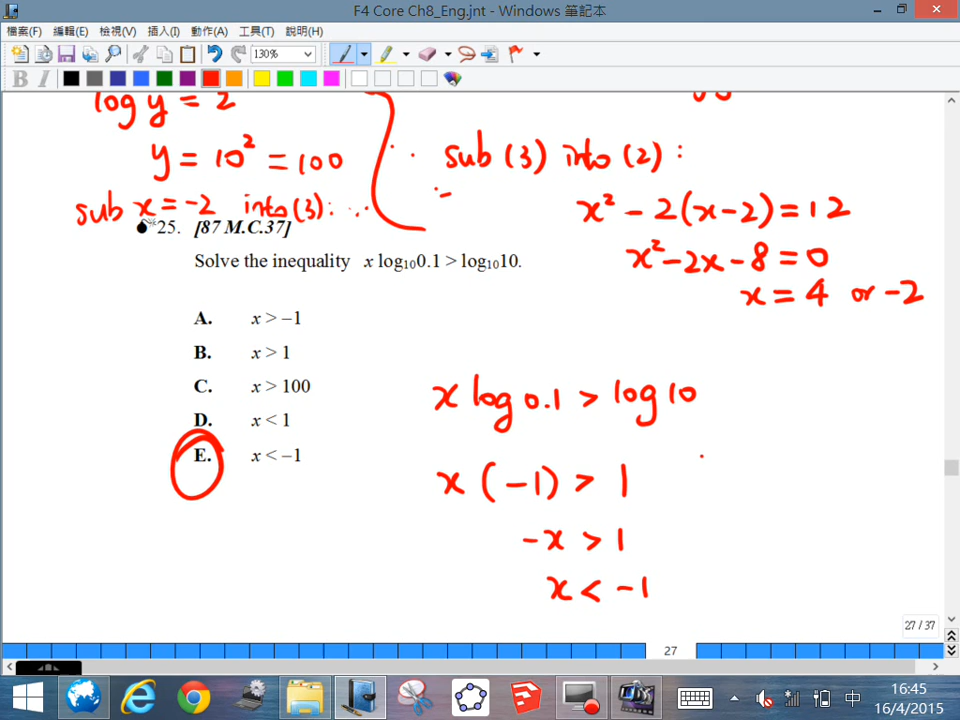 F4 Core Ch8_Eng.jnt - Windows 筆記本
檔案(F) 編輯(E) 檢視(V) 插入(I) 動作(A) 工具(T) 說明(H)
130%
B I
log y = 2
y = 10² = 100
sub x = -2 into (3): ...
sub (3) into (2):
x² - 2(x-2) = 12
x² - 2x - 8 = 0
x = 4 or -2
25. [87 M.C.37]
Solve the inequality x log₁₀0.1 > log₁₀10.
A. x > –1
B. x > 1
C. x > 100
D. x < 1
E. x < –1
x log 0.1 > log 10
x (-1) > 1
-x > 1
x < -1
27 / 37
27
中
16:45
16/4/2015